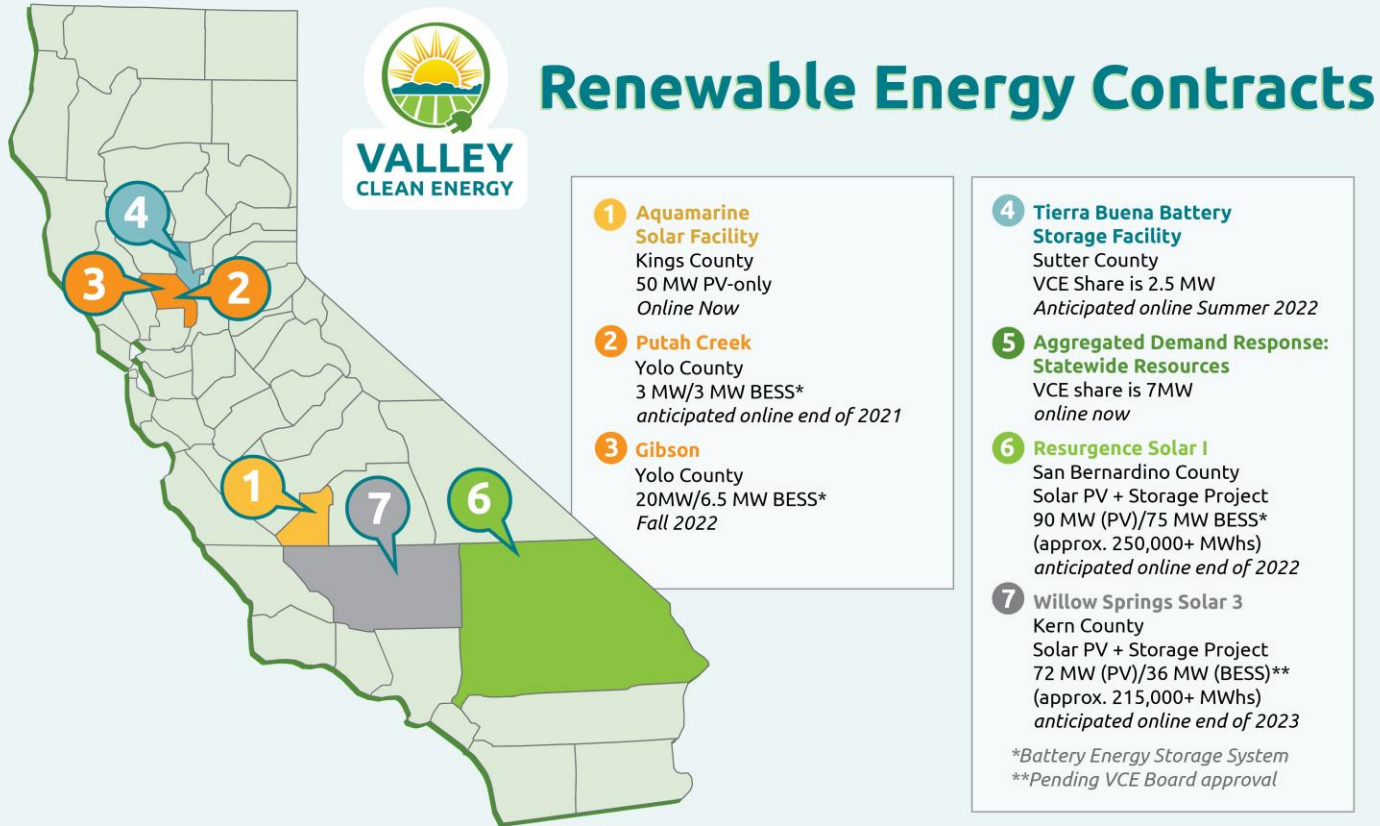 VALLEY
CLEAN ENERGY
Renewable Energy Contracts
4
3
2
1
7
6
1 Aquamarine
Solar Facility
Kings County
50 MW PV-only
Online Now
2 Putah Creek
Yolo County
3 MW/3 MW BESS*
anticipated online end of 2021
3 Gibson
Yolo County
20MW/6.5 MW BESS*
Fall 2022
4 Tierra Buena Battery
Storage Facility
Sutter County
VCE Share is 2.5 MW
Anticipated online Summer 2022
5 Aggregated Demand Response:
Statewide Resources
VCE share is 7MW
online now
6 Resurgence Solar I
San Bernardino County
Solar PV + Storage Project
90 MW (PV)/75 MW BESS*
(approx. 250,000+ MWhs)
anticipated online end of 2022
7 Willow Springs Solar 3
Kern County
Solar PV + Storage Project
72 MW (PV)/36 MW (BESS)**
(approx. 215,000+ MWhs)
anticipated online end of 2023
*Battery Energy Storage System
**Pending VCE Board approval